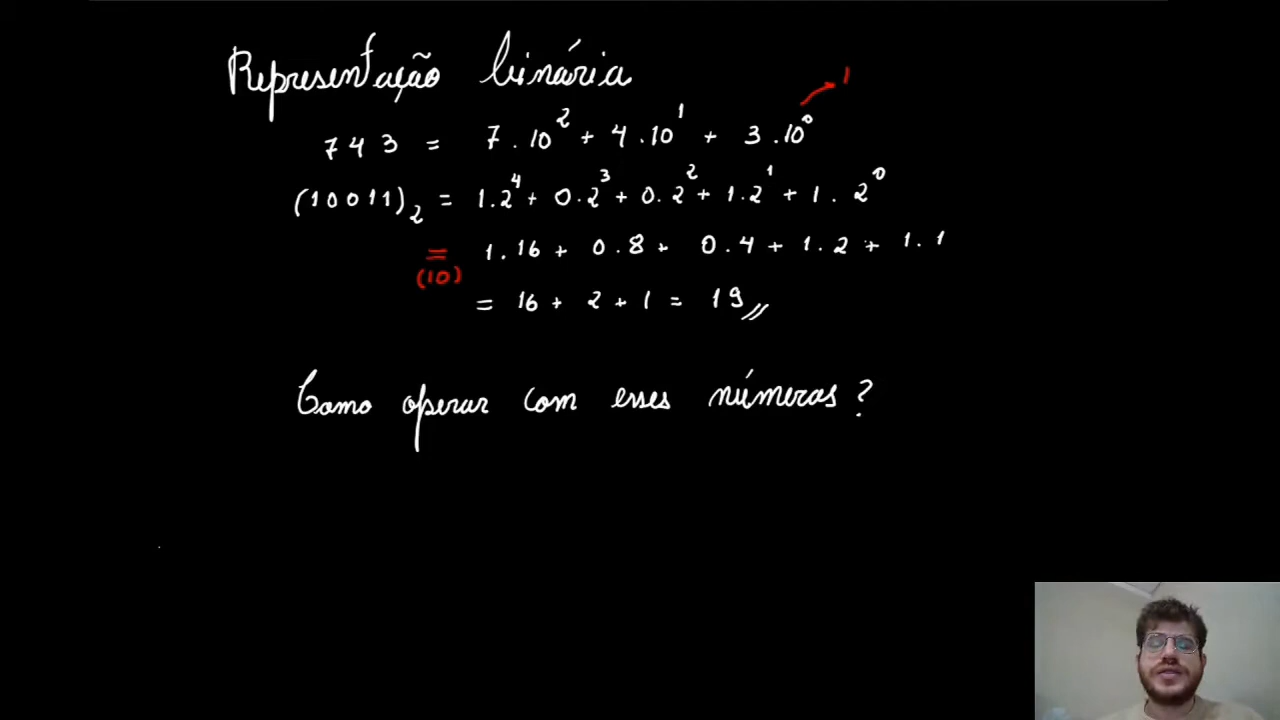 Representação binária
743 = 7.10² + 4.10¹ + 3.10⁰ → 1
(10011)₂ = 1.2⁴ + 0.2³ + 0.2² + 1.2¹ + 1.2⁰
= (10) 1.16 + 0.8 + 0.4 + 1.2 + 1.1
= 16 + 2 + 1 = 19//
Como operar com esses números?